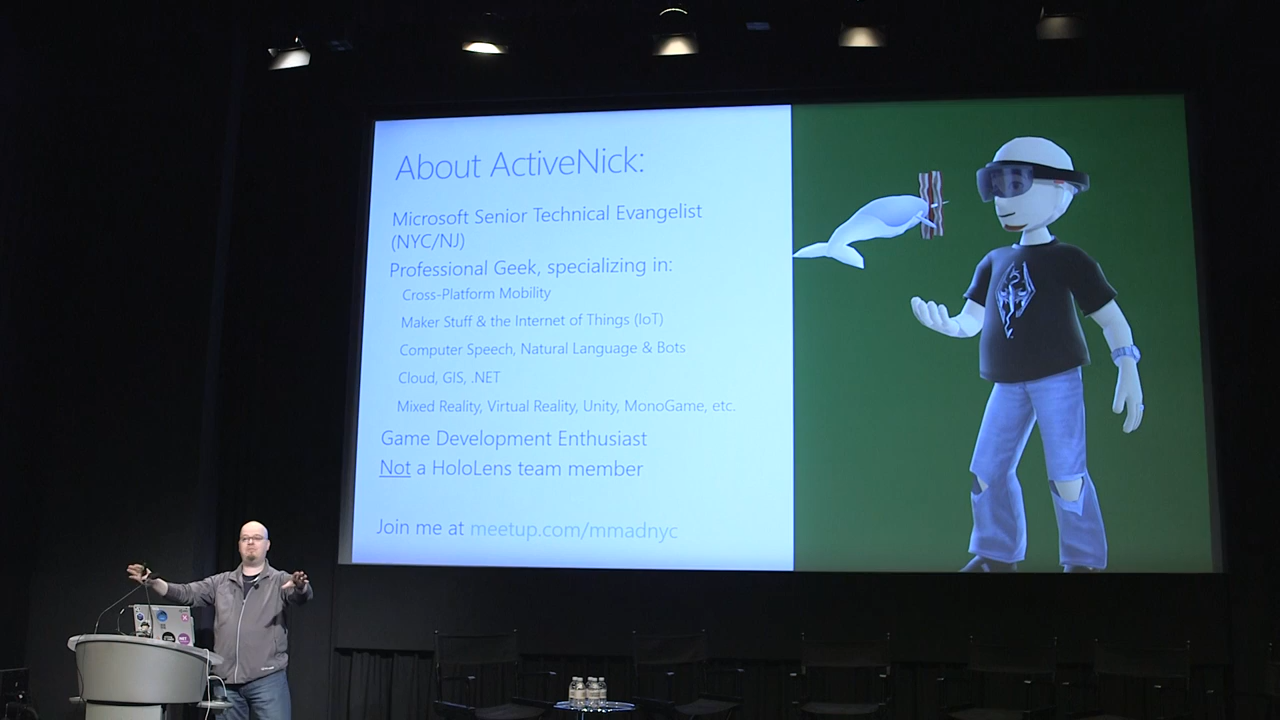 About ActiveNick:
Microsoft Senior Technical Evangelist
(NYC/NJ)
Professional Geek, specializing in:
Cross-Platform Mobility
Maker Stuff & the Internet of Things (IoT)
Computer Speech, Natural Language & Bots
Cloud, GIS, .NET
Mixed Reality, Virtual Reality, Unity, MonoGame, etc.
Game Development Enthusiast
Not a HoloLens team member
Join me at meetup.com/mmadnyc